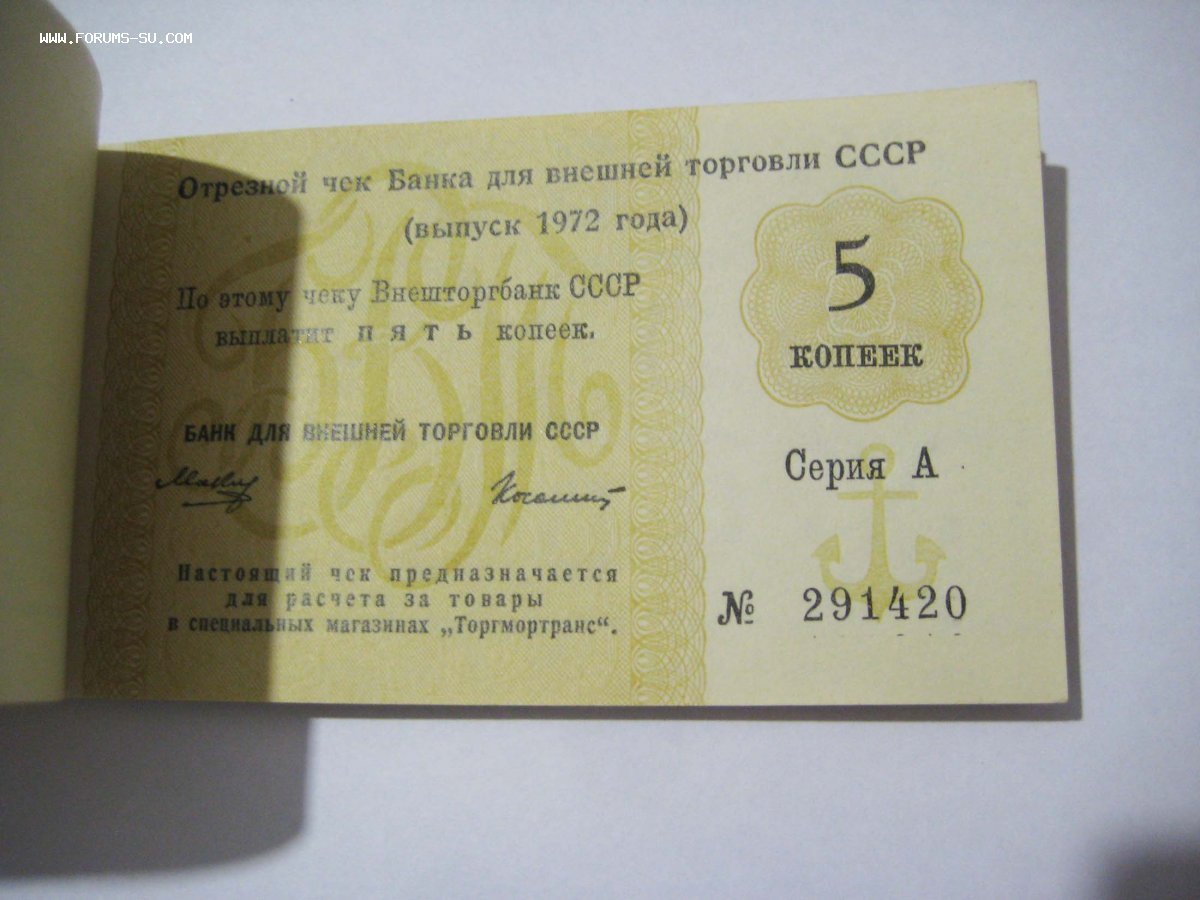 WWW.FORUMS-SU.COM
Отрезной чек Банка для внешней торговли СССР
(выпуск 1972 года)
По этому чеку Внешторгбанк СССР
выплатит пять копеек.
5
КОПЕЕК
БАНК ДЛЯ ВНЕШНЕЙ ТОРГОВЛИ СССР
Серия А
Настоящий чек предназначается
для расчета за товары
в специальных магазинах „Торгмортранс“.
№ 291420